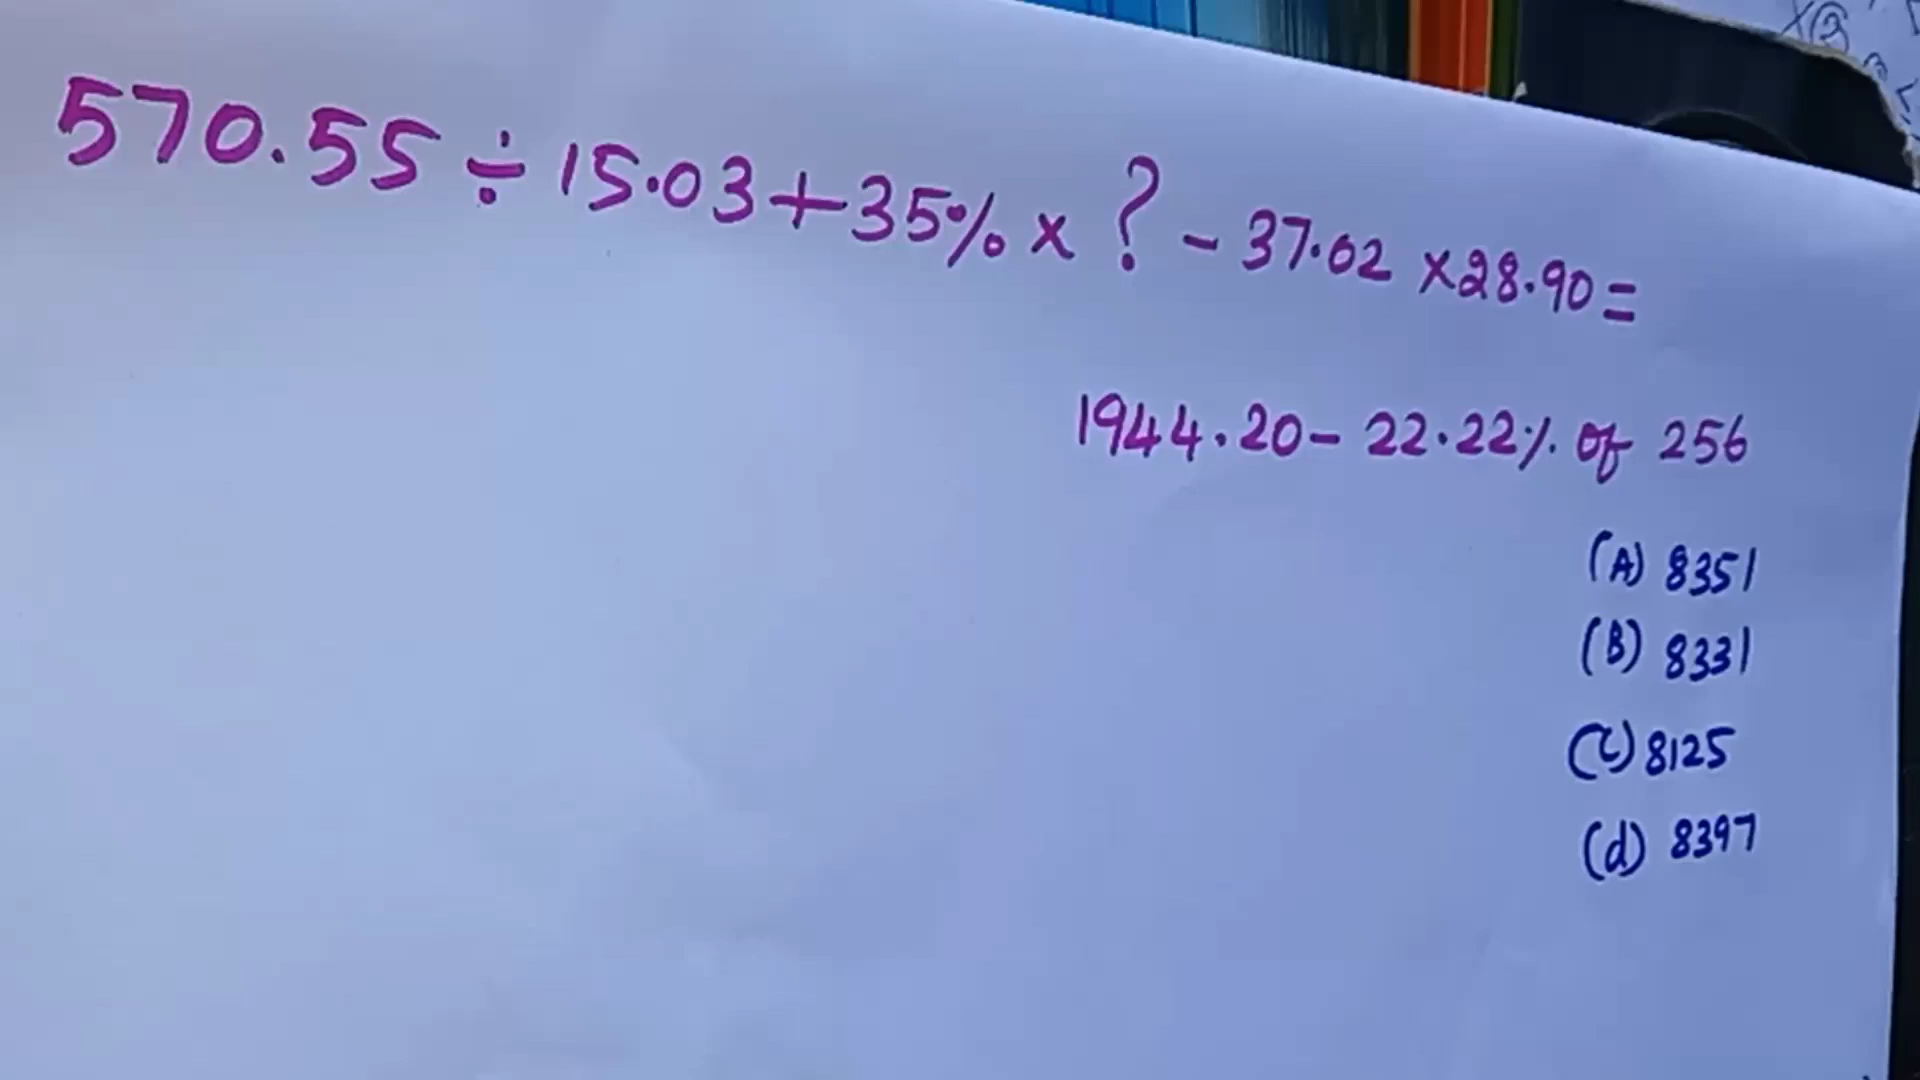 570.55 ÷ 15.03 + 35% × ? - 37.02 × 28.90 =
1944.20 - 22.22% of 256
(A) 8351
(B) 8331
(C) 8125
(d) 8397